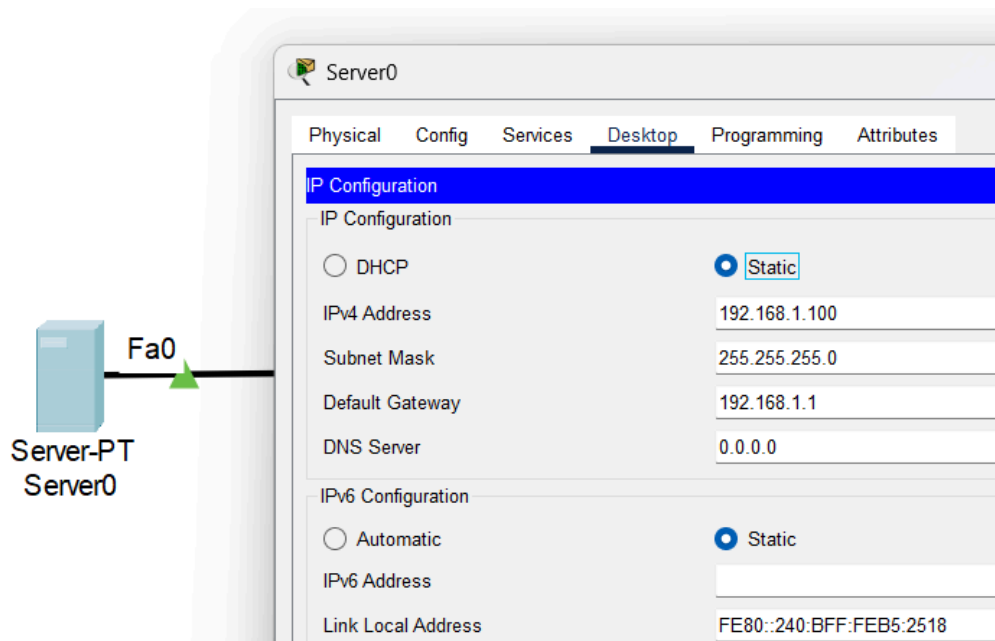 Server0
Physical Config Services Desktop Programming Attributes
IP Configuration
IP Configuration
DHCP Static
IPv4 Address 192.168.1.100
Subnet Mask 255.255.255.0
Default Gateway 192.168.1.1
DNS Server 0.0.0.0
IPv6 Configuration
Automatic Static
IPv6 Address
Link Local Address FE80::240:BFF:FEB5:2518
Fa0
Server-PT
Server0